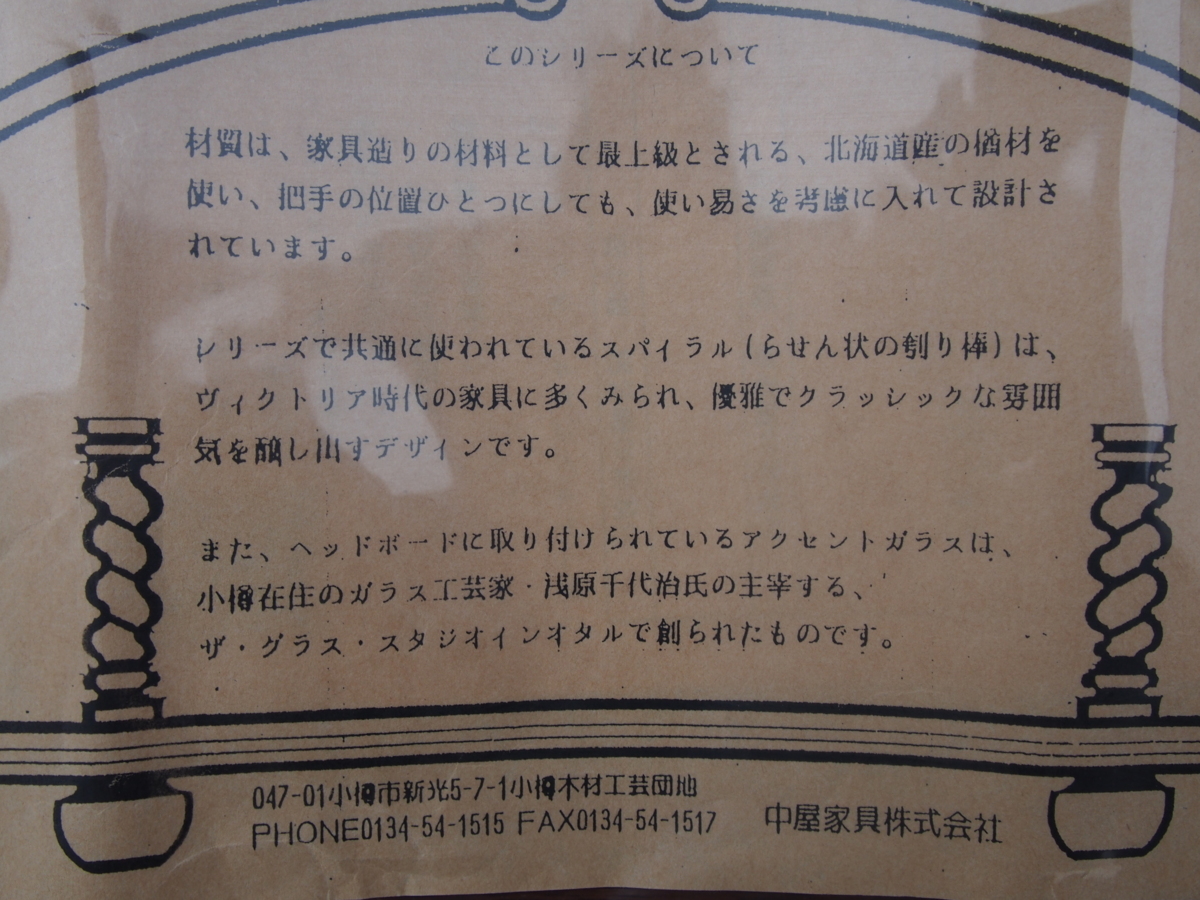 このシリーズについて
材質は、家具造りの材料として最上級とされる、北海道産の楢材を
使い、把手の位置ひとつにしても、使い易さを考慮に入れて設計さ
れています。
シリーズで共通に使われているスパイラル(らせん状の刳り棒)は、
ヴィクトリア時代の家具に多くみられ、優雅でクラッシックな雰囲
気を醸し出すデザインです。
また、ヘッドボードに取り付けられているアクセントガラスは、
小樽在住のガラス工芸家・浅原千代治氏の主宰する、
ザ・グラス・スタジオインオタルで創られたものです。
047-01小樽市新光5-7-1小樽木材工芸団地
PHONE0134-54-1515 FAX0134-54-1517
中屋家具株式会社